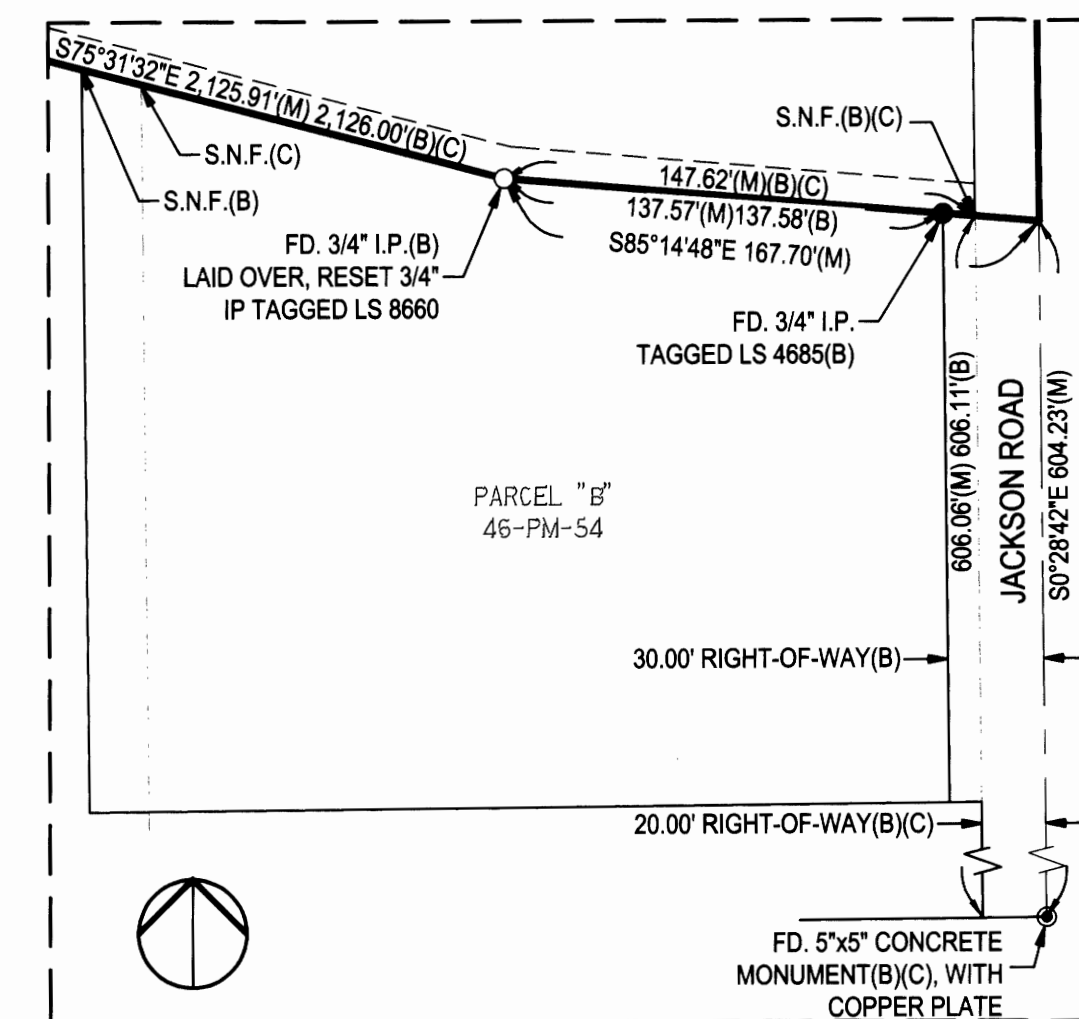 S75°31'32"E 2,125.91'(M) 2,126.00'(B)(C)
S.N.F.(B)(C)
S.N.F.(C)
S.N.F.(B)
147.62'(M)(B)(C)
137.57'(M)137.58'(B)
S85°14'48"E 167.70'(M)
FD. 3/4" I.P.(B)
LAID OVER, RESET 3/4"
IP TAGGED LS 8660
FD. 3/4" I.P.
TAGGED LS 4685(B)
606.06'(M) 606.11'(B)
JACKSON ROAD
S0°28'42"E 604.23'(M)
PARCEL "B"
46-PM-54
30.00' RIGHT-OF-WAY(B)
20.00' RIGHT-OF-WAY(B)(C)
FD. 5"x5" CONCRETE
MONUMENT(B)(C), WITH
COPPER PLATE